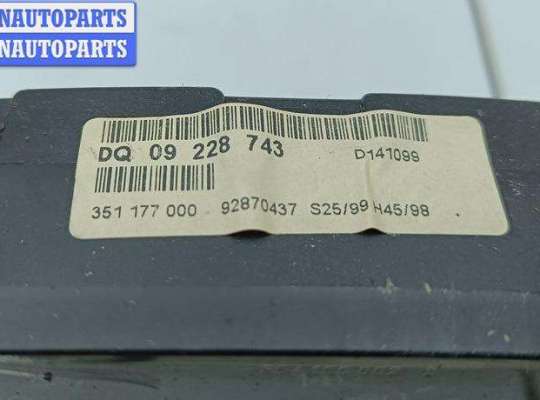 NAUTOPARTS
NAUTOPARTS
DQ 09 228 743 D141099
351 177 000 92870437 S25/99 H45/98